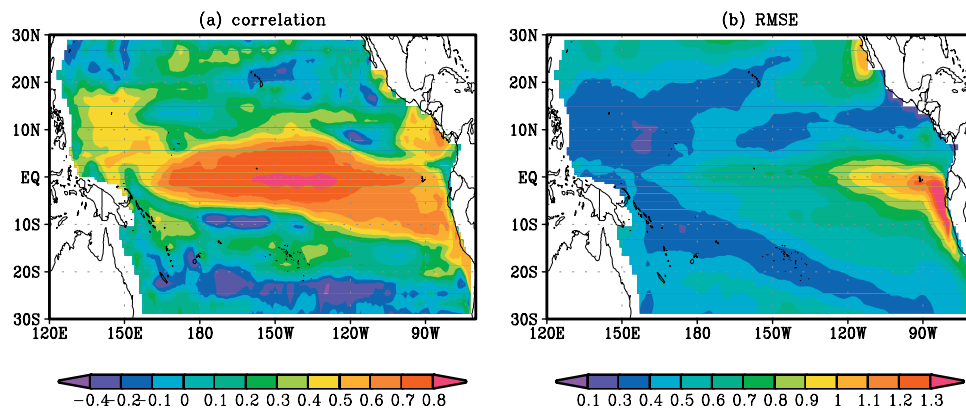 (a) correlation
30N
20N
10N
EQ
10S
20S
30S
120E 150E 180 150W 120W 90W
−0.4 −0.2 −0.1 0 0.1 0.2 0.3 0.4 0.5 0.6 0.7 0.8
(b) RMSE
30N
20N
10N
EQ
10S
20S
30S
120E 150E 180 150W 120W 90W
0.1 0.3 0.4 0.5 0.6 0.7 0.8 0.9 1 1.1 1.2 1.3